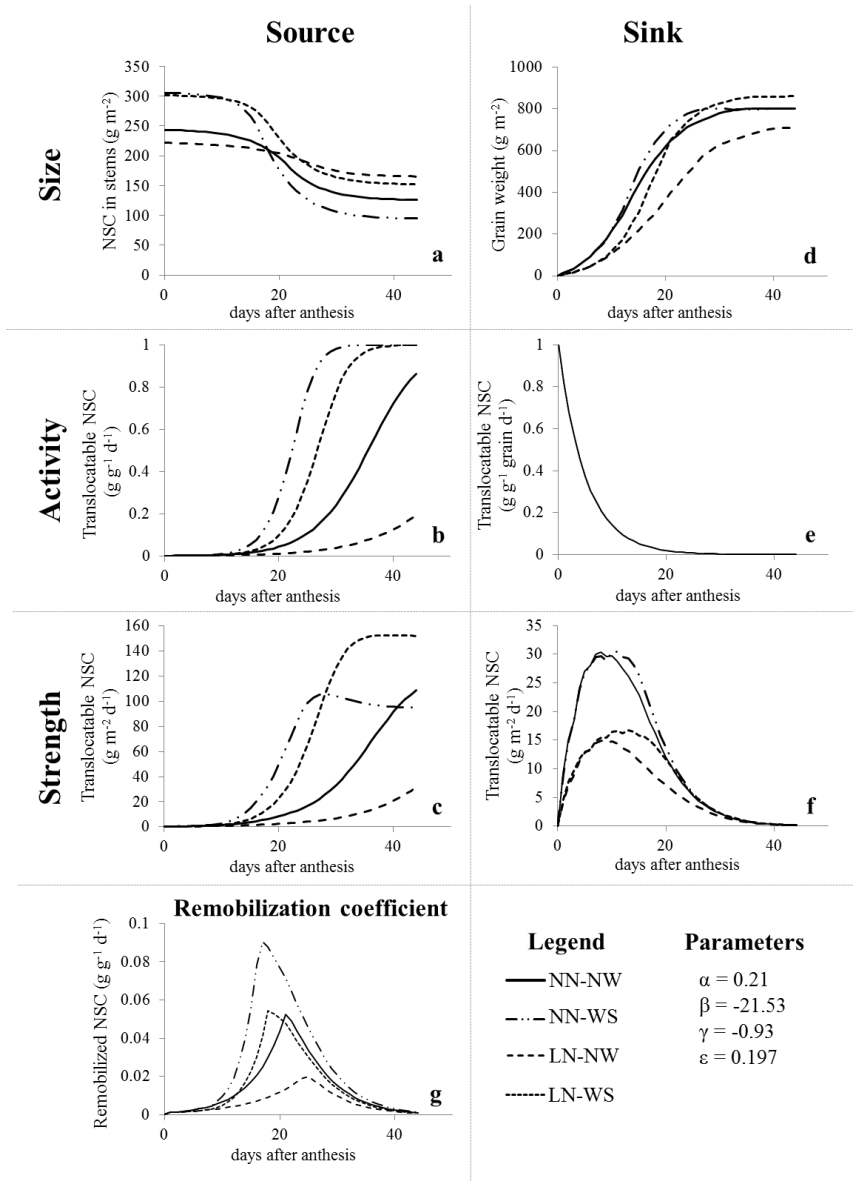 Source
Sink
Size
NSC in stems (g m⁻²)
350
300
250
200
150
100
50
0
0
20
40
days after anthesis
a
Grain weight (g m⁻²)
1000
800
600
400
200
0
0
20
40
days after anthesis
d
Activity
Translocatable NSC
(g g⁻¹ d⁻¹)
1
0.8
0.6
0.4
0.2
0
0
20
40
days after anthesis
b
Translocatable NSC
(g g⁻¹ grain d⁻¹)
1
0.8
0.6
0.4
0.2
0
0
20
40
days after anthesis
e
Strength
Translocatable NSC
(g m⁻² d⁻¹)
160
140
120
100
80
60
40
20
0
0
20
40
days after anthesis
c
Translocatable NSC
(g m⁻² d⁻¹)
35
30
25
20
15
10
5
0
0
20
40
days after anthesis
f
Remobilization coefficient
Remobilized NSC (g g⁻¹ d⁻¹)
0.1
0.08
0.06
0.04
0.02
0
0
20
40
days after anthesis
g
Legend
NN-NW
NN-WS
LN-NW
LN-WS
Parameters
α = 0.21
β = -21.53
γ = -0.93
ε = 0.197